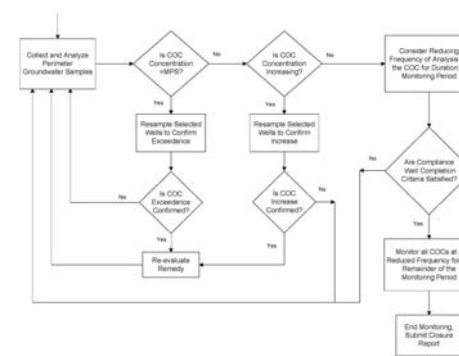 Collect and Analyze
Perimeter
Groundwater Samples
Is COC
Concentration
>MPS?
No
Is COC
Concentration
Increasing?
No
Consider Reducing
Frequency of Analysis
the COC for Duration
Monitoring Period
Yes
Yes
Resample Selected
Wells to Confirm
Exceedance
Resample Selected
Wells to Confirm
Increase
No
Are Compliance
Well Completion
Criteria Satisfied?
No
Is COC
Exceedance
Confirmed?
Is COC
Increase
Confirmed?
No
Yes
Yes
Yes
Re-evaluate
Remedy
Monitor all COCs at
Reduced Frequency for
Remainder of the
Monitoring Period
End Monitoring,
Submit Closure
Report